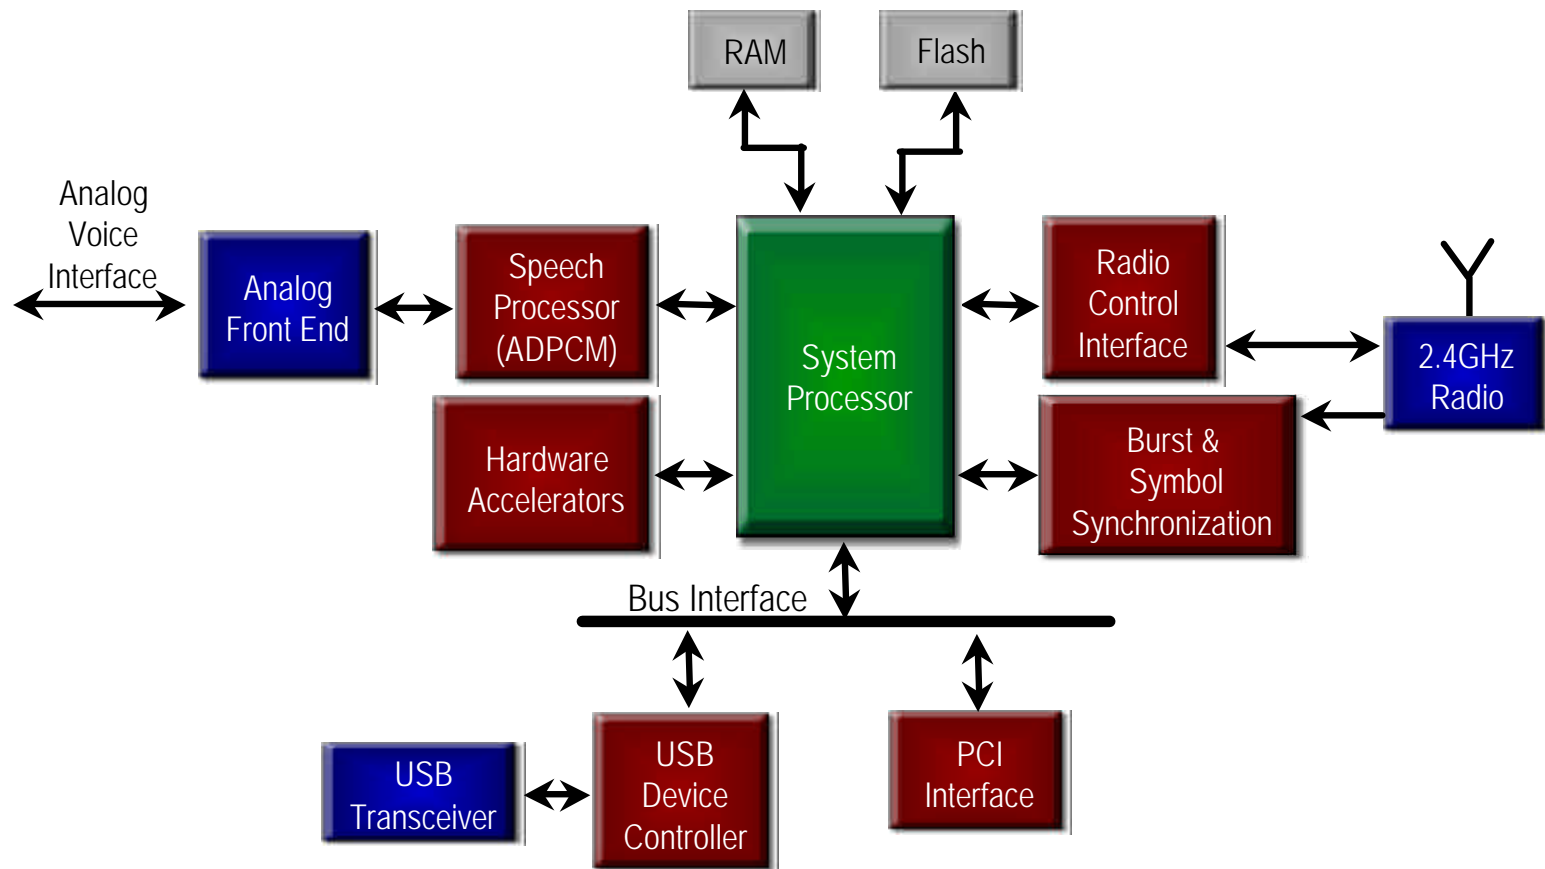 RAM
Flash
Analog
Voice
Interface
Analog
Front End
Speech
Processor
(ADPCM)
System
Processor
Radio
Control
Interface
2.4GHz
Radio
Hardware
Accelerators
Burst &
Symbol
Synchronization
Bus Interface
USB
Transceiver
USB
Device
Controller
PCI
Interface